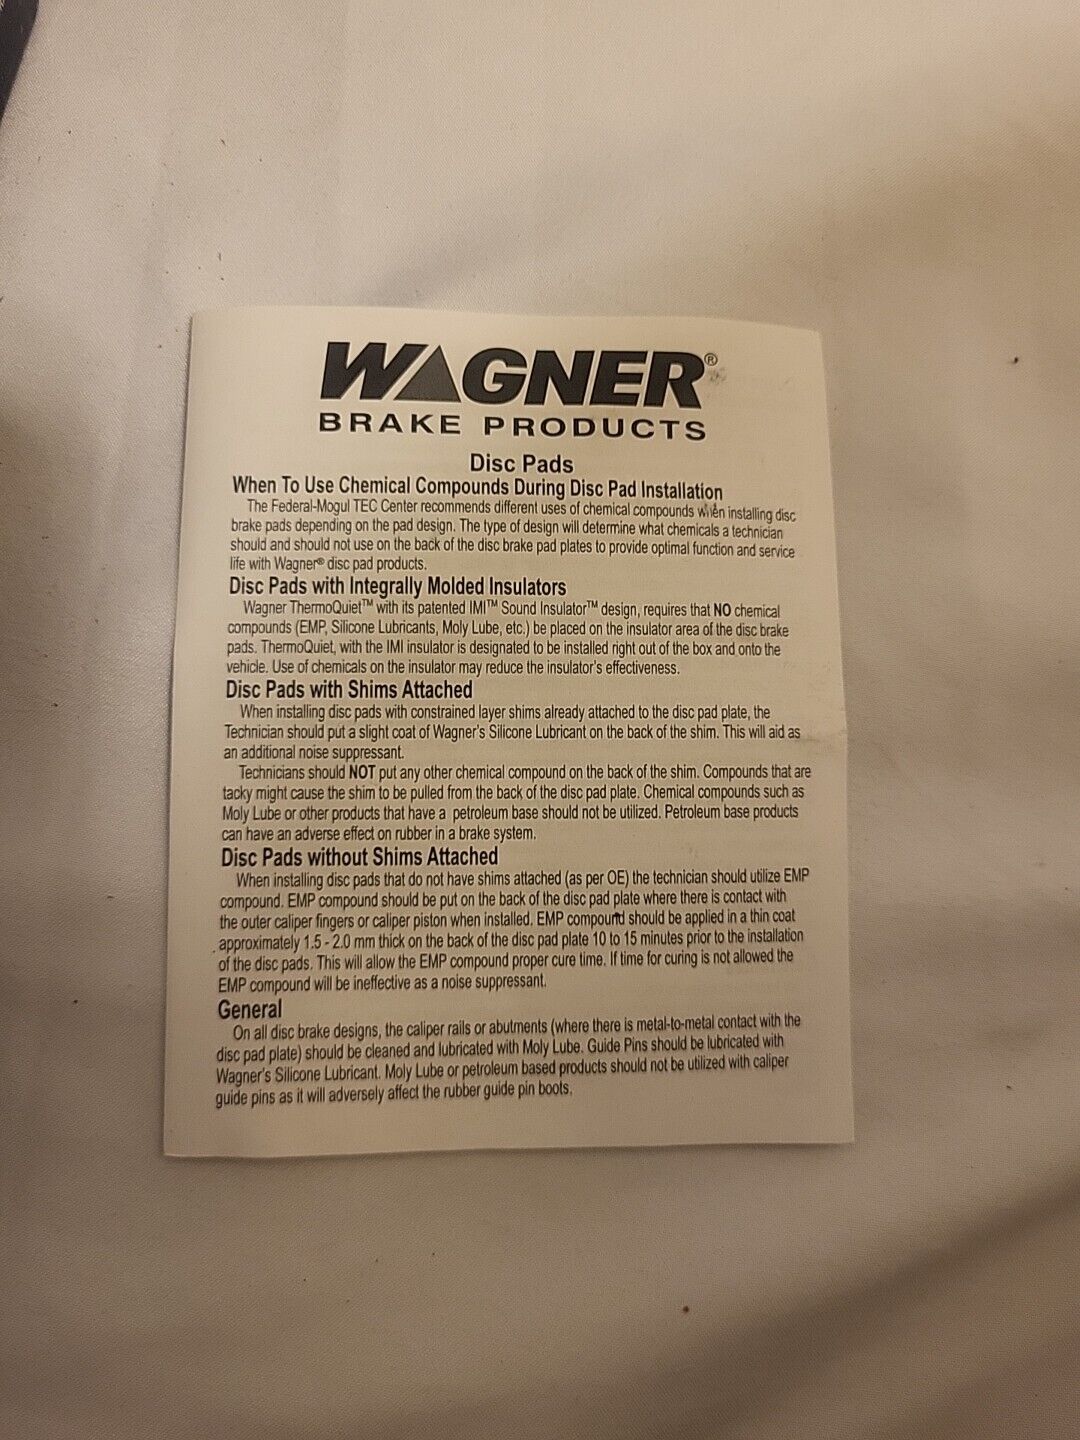 WAGNER®
BRAKE PRODUCTS
Disc Pads
When To Use Chemical Compounds During Disc Pad Installation
The Federal-Mogul TEC Center recommends different uses of chemical compounds when installing disc
brake pads depending on the pad design. The type of design will determine what chemicals a technician
should and should not use on the back of the disc brake pad plates to provide optimal function and service
life with Wagner® disc pad products.
Disc Pads with Integrally Molded Insulators
Wagner ThermoQuiet™ with its patented IMI™ Sound Insulator™ design, requires that NO chemical
compounds (EMP, Silicone Lubricants, Moly Lube, etc.) be placed on the insulator area of the disc brake
pads. ThermoQuiet, with the IMI insulator is designated to be installed right out of the box and onto the
vehicle. Use of chemicals on the insulator may reduce the insulator's effectiveness.
Disc Pads with Shims Attached
When installing disc pads with constrained layer shims already attached to the disc pad plate, the
Technician should put a slight coat of Wagner's Silicone Lubricant on the back of the shim. This will aid as
an additional noise suppressant.
Technicians should NOT put any other chemical compound on the back of the shim. Compounds that are
tacky might cause the shim to be pulled from the back of the disc pad plate. Chemical compounds such as
Moly Lube or other products that have a petroleum base should not be utilized. Petroleum base products
can have an adverse effect on rubber in a brake system.
Disc Pads without Shims Attached
When installing disc pads that do not have shims attached (as per OE) the technician should utilize EMP
compound. EMP compound should be put on the back of the disc pad plate where there is contact with
the outer caliper fingers or caliper piston when installed. EMP compound should be applied in a thin coat
approximately 1.5 - 2.0 mm thick on the back of the disc pad plate 10 to 15 minutes prior to the installation
of the disc pads. This will allow the EMP compound proper cure time. If time for curing is not allowed the
EMP compound will be ineffective as a noise suppressant.
General
On all disc brake designs, the caliper rails or abutments (where there is metal-to-metal contact with the
disc pad plate) should be cleaned and lubricated with Moly Lube. Guide Pins should be lubricated with
Wagner's Silicone Lubricant. Moly Lube or petroleum based products should not be utilized with caliper
guide pins as it will adversely affect the rubber guide pin boots.